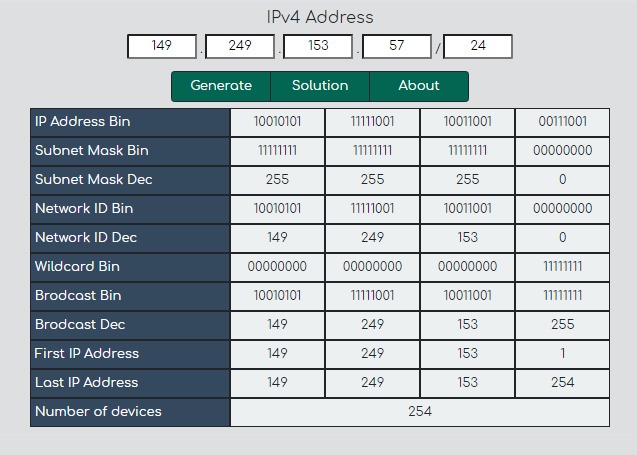 IPv4 Address
149 . 249 . 153 . 57 / 24
Generate Solution About
IP Address Bin 10010101 11111001 10011001 00111001
Subnet Mask Bin 11111111 11111111 11111111 00000000
Subnet Mask Dec 255 255 255 0
Network ID Bin 10010101 11111001 10011001 00000000
Network ID Dec 149 249 153 0
Wildcard Bin 00000000 00000000 00000000 11111111
Brodcast Bin 10010101 11111001 10011001 11111111
Brodcast Dec 149 249 153 255
First IP Address 149 249 153 1
Last IP Address 149 249 153 254
Number of devices 254